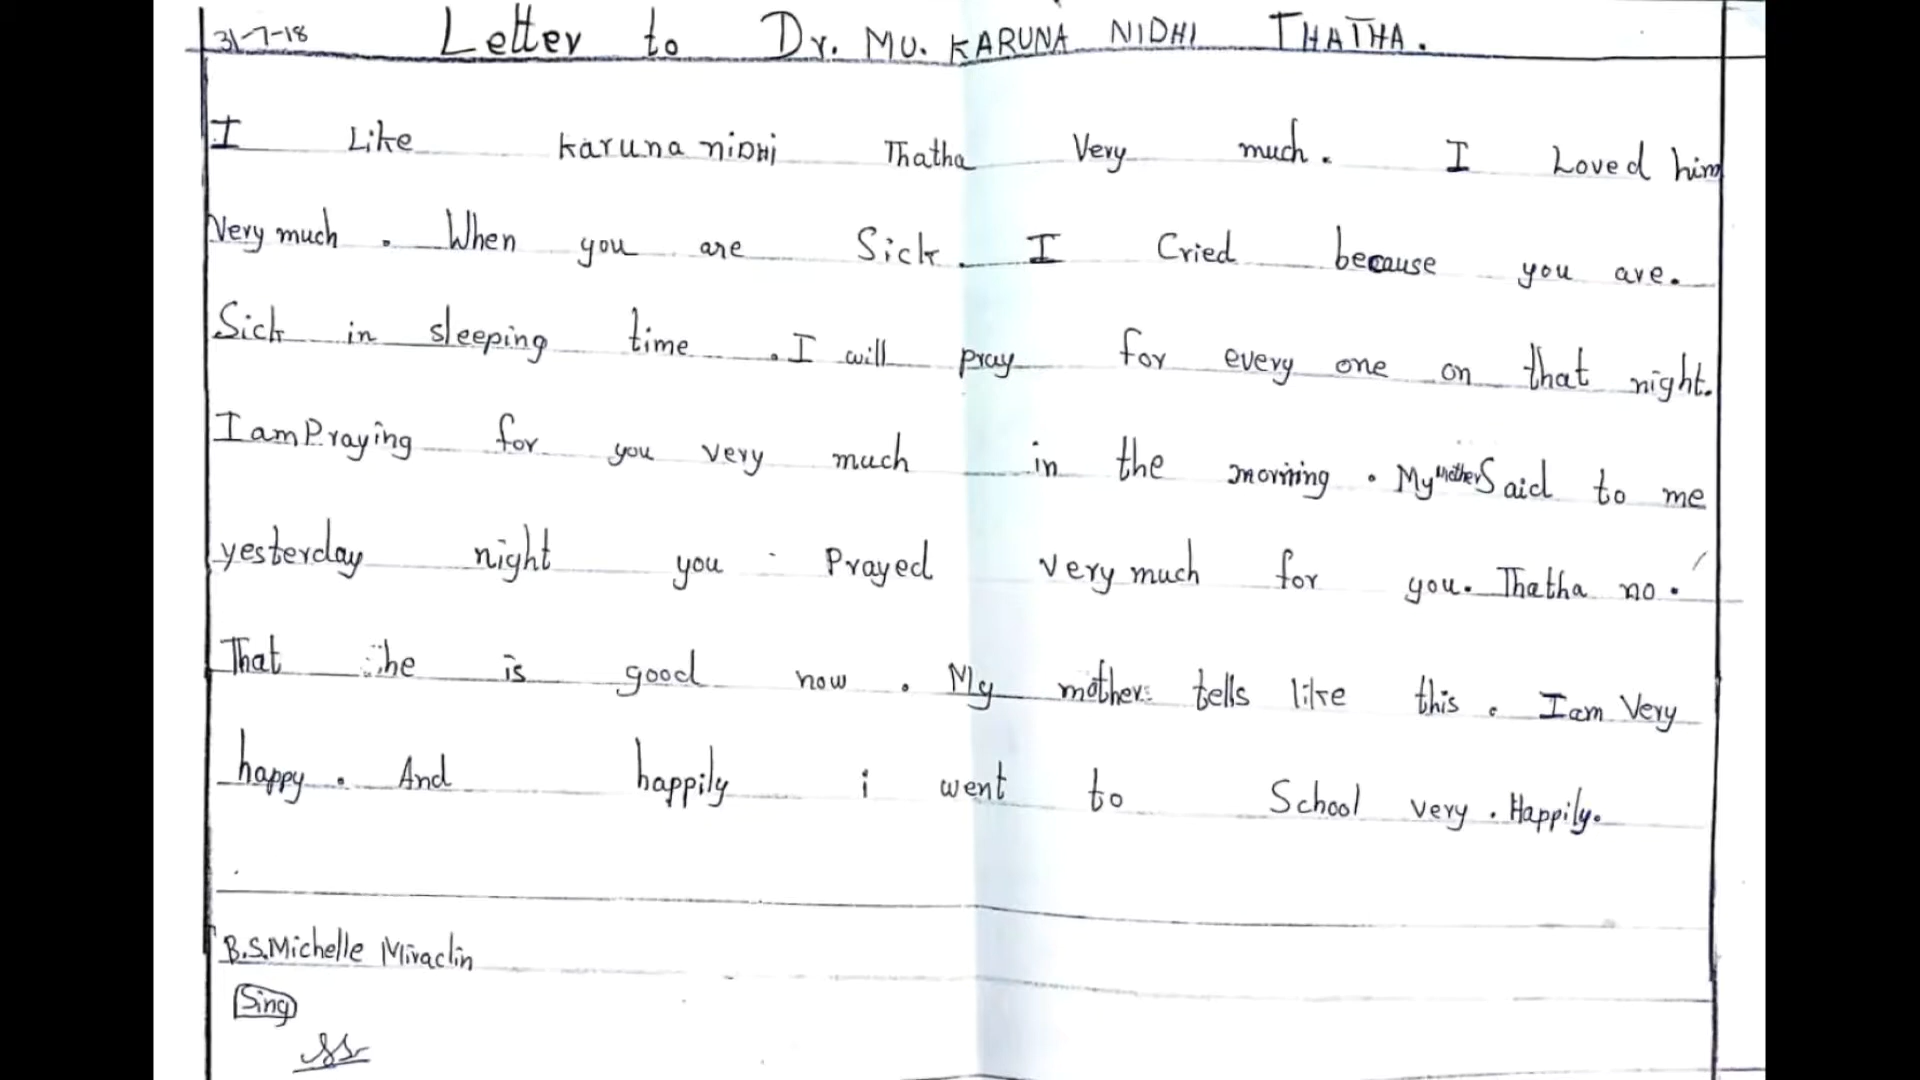 31-7-18 Letter to Dr. MU. KARUNA NIDHI THATHA.
I Like karuna niDHi Thatha Very much. I Loved him
Very much. When you are Sick. I Cried because you are.
Sick in sleeping time. I will pray for every one on that night.
I am Praying for you very much in the morning. My Mother Said to me
yesterday night you Prayed very much for you. Thatha no.
That he is good now. My mother tells like this. I am Very
happy. And happily i went to School very. Happily.
B.S.Michelle Miraclin
Sing